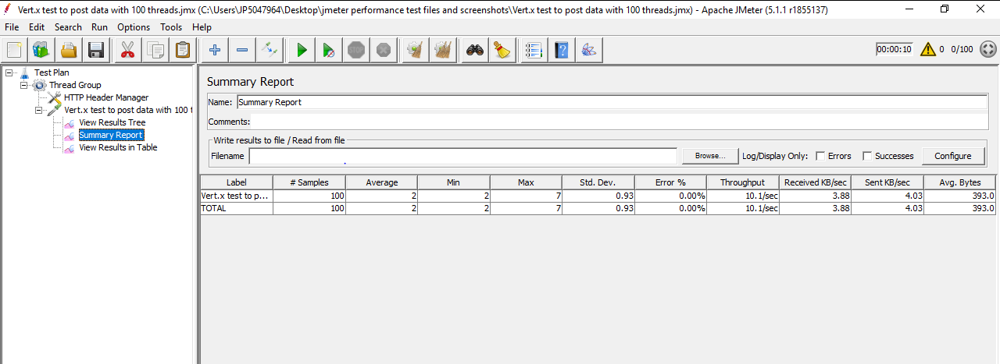 Vert.x test to post data with 100 threads.jmx (C:\Users\JP5047964\Desktop\jmeter performance test files and screenshots\Vert.x test to post data with 100 threads.jmx) - Apache JMeter (5.1.1 r1855137)
File Edit Search Run Options Tools Help
STOP 00:00:10 0 0/100
Test Plan
Thread Group
HTTP Header Manager
Vert.x test to post data with 100 t
View Results Tree
Summary Report
View Results in Table
Summary Report
Name: Summary Report
Comments:
Write results to file / Read from file
Filename Browse... Log/Display Only: Errors Successes Configure
Label # Samples Average Min Max Std. Dev. Error % Throughput Received KB/sec Sent KB/sec Avg. Bytes
Vert.x test to p... 100 2 2 7 0.93 0.00% 10.1/sec 3.88 4.03 393.0
TOTAL 100 2 2 7 0.93 0.00% 10.1/sec 3.88 4.03 393.0